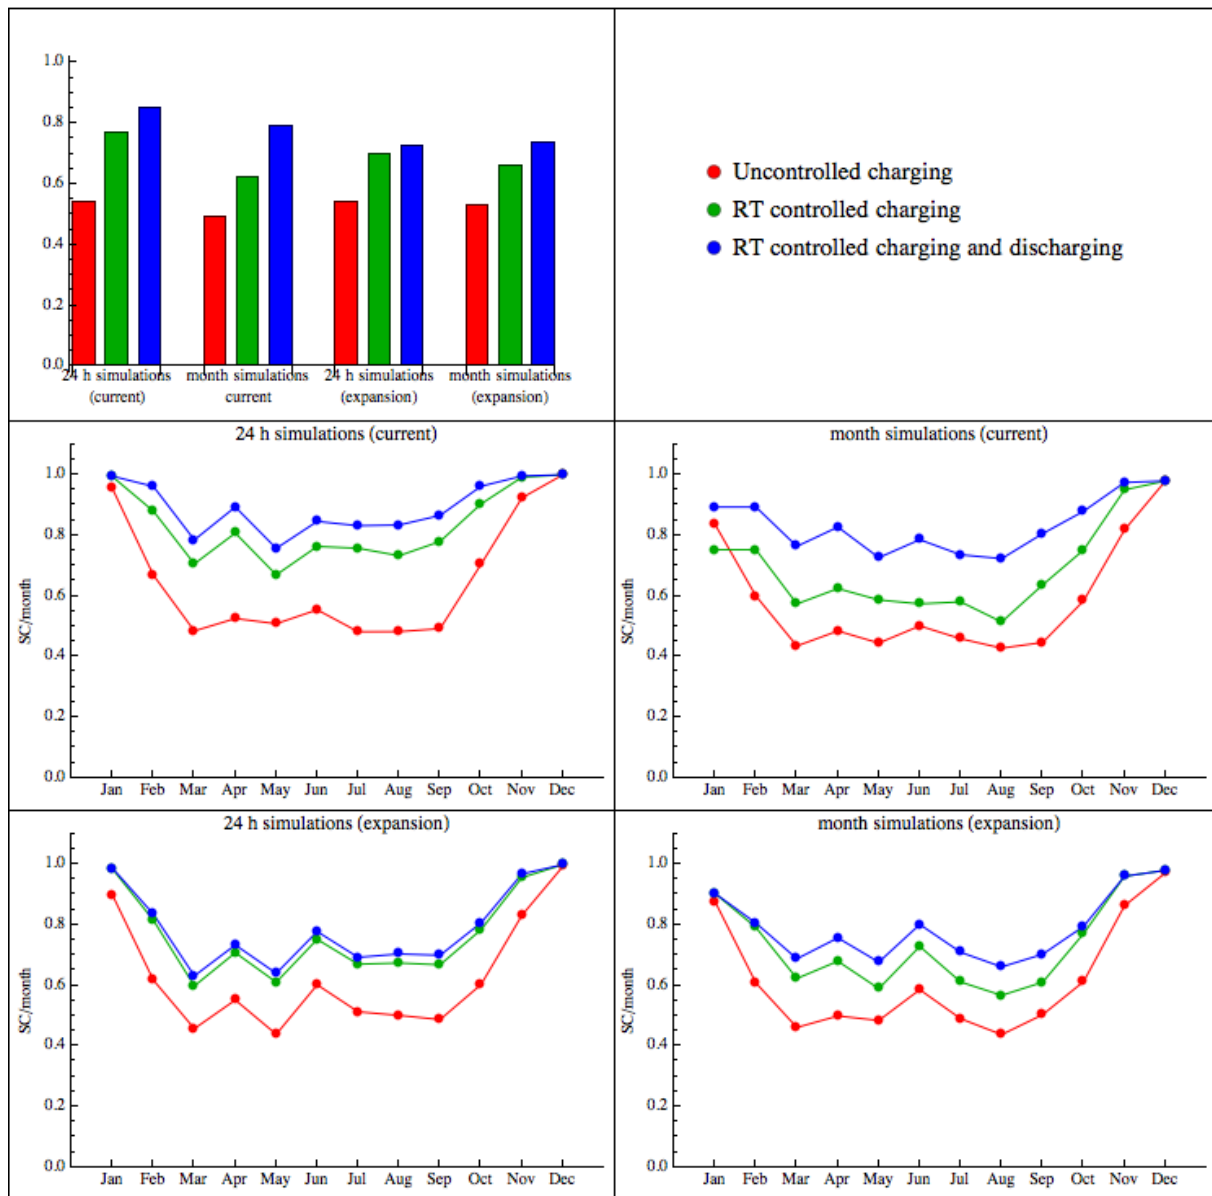 1.0
0.8
0.6
0.4
0.2
0.0
24 h simulations month simulations 24 h simulations month simulations
(current) current (expansion) (expansion)
Uncontrolled charging
RT controlled charging
RT controlled charging and discharging
24 h simulations (current)
1.0
0.8
0.6
0.4
0.2
0.0
SC/month
Jan Feb Mar Apr May Jun Jul Aug Sep Oct Nov Dec
month simulations (current)
1.0
0.8
0.6
0.4
0.2
0.0
SC/month
Jan Feb Mar Apr May Jun Jul Aug Sep Oct Nov Dec
24 h simulations (expansion)
1.0
0.8
0.6
0.4
0.2
0.0
SC/month
Jan Feb Mar Apr May Jun Jul Aug Sep Oct Nov Dec
month simulations (expansion)
1.0
0.8
0.6
0.4
0.2
0.0
SC/month
Jan Feb Mar Apr May Jun Jul Aug Sep Oct Nov Dec